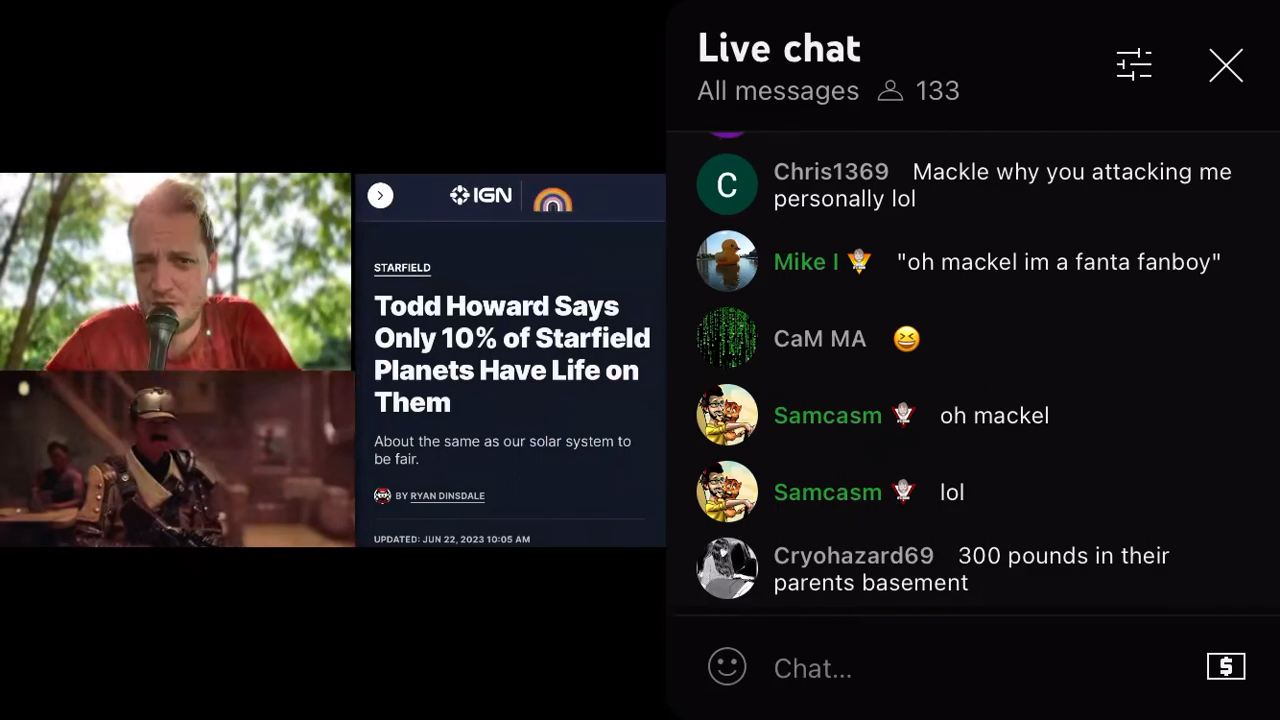 IGN
STARFIELD
Todd Howard Says
Only 10% of Starfield
Planets Have Life on
Them
About the same as our solar system to
be fair.
BY RYAN DINSDALE
UPDATED: JUN 22, 2023 10:05 AM
Live chat
All messages 133
C
Chris1369 Mackle why you attacking me
personally lol
Mike I "oh mackel im a fanta fanboy"
CaM MA 😆
Samcasm oh mackel
Samcasm lol
Cryohazard69 300 pounds in their
parents basement
Chat...
$